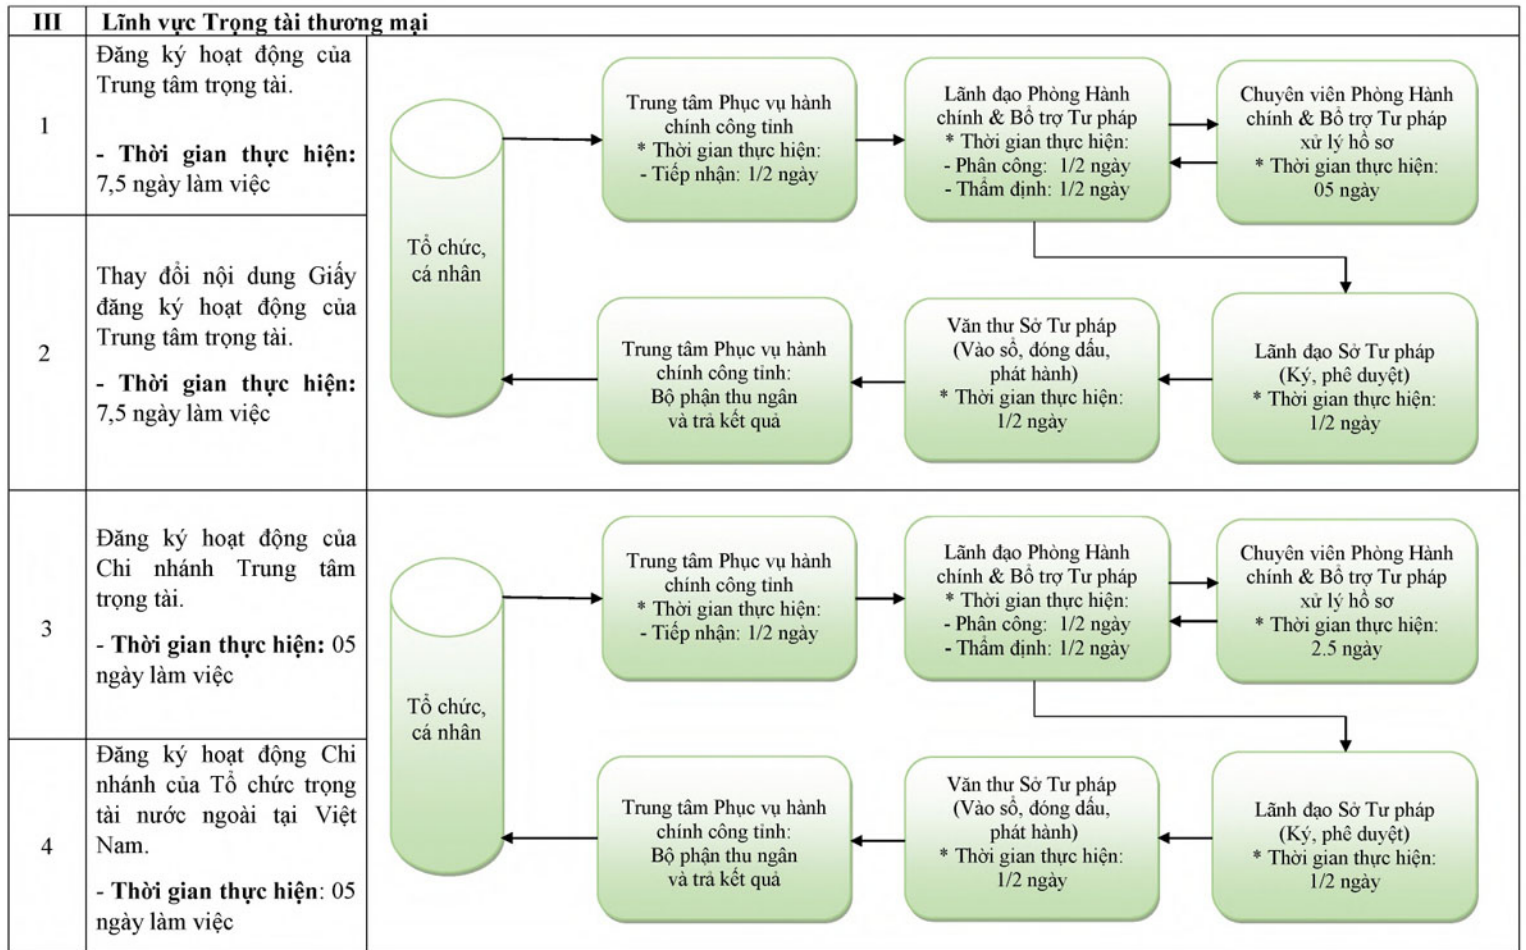 III Lĩnh vực Trọng tài thương mại
1
Đăng ký hoạt động của
Trung tâm trọng tài.
- Thời gian thực hiện:
7,5 ngày làm việc
2
Thay đổi nội dung Giấy
đăng ký hoạt động của
Trung tâm trọng tài.
- Thời gian thực hiện:
7,5 ngày làm việc
Tổ chức,
cá nhân
Trung tâm Phục vụ hành
chính công tỉnh
* Thời gian thực hiện:
- Tiếp nhận: 1/2 ngày
Lãnh đạo Phòng Hành
chính & Bổ trợ Tư pháp
* Thời gian thực hiện:
- Phân công: 1/2 ngày
- Thẩm định: 1/2 ngày
Chuyên viên Phòng Hành
chính & Bổ trợ Tư pháp
xử lý hồ sơ
* Thời gian thực hiện:
05 ngày
Trung tâm Phục vụ hành
chính công tỉnh:
Bộ phận thu ngân
và trả kết quả
Văn thư Sở Tư pháp
(Vào sổ, đóng dấu,
phát hành)
* Thời gian thực hiện:
1/2 ngày
Lãnh đạo Sở Tư pháp
(Ký, phê duyệt)
* Thời gian thực hiện:
1/2 ngày
3
Đăng ký hoạt động của
Chi nhánh Trung tâm
trọng tài.
- Thời gian thực hiện: 05
ngày làm việc
4
Đăng ký hoạt động Chi
nhánh của Tổ chức trọng
tài nước ngoài tại Việt
Nam.
- Thời gian thực hiện: 05
ngày làm việc
Tổ chức,
cá nhân
Trung tâm Phục vụ hành
chính công tỉnh
* Thời gian thực hiện:
- Tiếp nhận: 1/2 ngày
Lãnh đạo Phòng Hành
chính & Bổ trợ Tư pháp
* Thời gian thực hiện:
- Phân công: 1/2 ngày
- Thẩm định: 1/2 ngày
Chuyên viên Phòng Hành
chính & Bổ trợ Tư pháp
xử lý hồ sơ
* Thời gian thực hiện:
2.5 ngày
Trung tâm Phục vụ hành
chính công tỉnh:
Bộ phận thu ngân
và trả kết quả
Văn thư Sở Tư pháp
(Vào sổ, đóng dấu,
phát hành)
* Thời gian thực hiện:
1/2 ngày
Lãnh đạo Sở Tư pháp
(Ký, phê duyệt)
* Thời gian thực hiện:
1/2 ngày